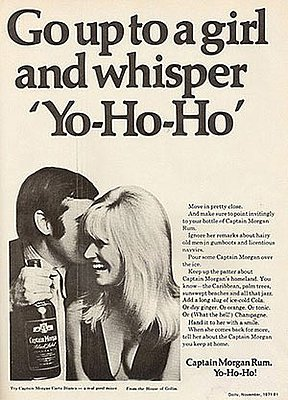 Go up to a girl
and whisper
'Yo-Ho-Ho'
Move in pretty close.
And make sure to point invitingly
to your bottle of Captain Morgan
Rum.
Ignore her remarks about hairy
old men in gumboots and licentious
navvies.
Pour some Captain Morgan over
the ice.
Keep up the patter about
Captain Morgan's homeland. You
know – the Caribbean, palm trees,
sunswept beaches and all that jazz.
Add a long slug of ice-cold Cola.
Or dry ginger. Or orange. Or tonic.
Or (What the hell!) Champagne.
Hand it to her with a smile.
When she comes back for more,
tell her about the Captain Morgan
you keep at home.
Captain Morgan Rum.
Yo-Ho-Ho!
Captain Morgan
Try Captain Morgan Carta Blanca – a real good mixer
From the House of Gilbey
November, 1971